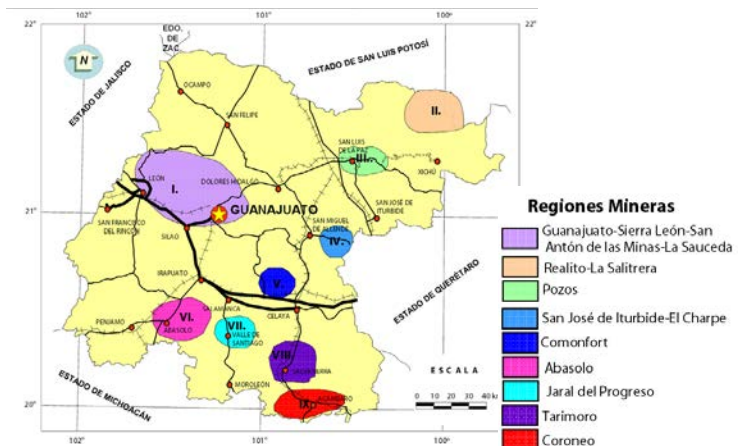 102°
101°
100°
22°
22°
EDO.
DE
ZAC.
N
ESTADO DE SAN LUIS POTOSÍ
ESTADO DE JALISCO
OCAMPO
SAN FELIPE
II.
SAN LUIS
DE LA PAZ
III.
XICHÚ
LEÓN
I.
DOLORES HIDALGO
GUANAJUATO
21°
21°
SAN FRANCISCO
DEL RINCÓN
SILAO
SAN MIGUEL
DE ALLENDE
SAN JOSÉ DE
ITURBIDE
IV.
IRAPUATO
V.
SALAMANCA
CELAYA
ESTADO DE QUERÉTARO
VI.
PENJAMO
ABASOLO
VII.
VALLE DE
SANTIAGO
VIII.
MOROLEÓN
IX.
ESTADO DE MICHOACÁN
20°
20°
102°
101°
100°
ESCALA
0 10 20 30 40 k
Regiones Mineras
Guanajuato-Sierra León-San
Antón de las Minas-La Sauceda
Realito-La Salitrera
Pozos
San José de Iturbide-El Charpe
Comonfort
Abasolo
Jaral del Progreso
Tarimoro
Coroneo